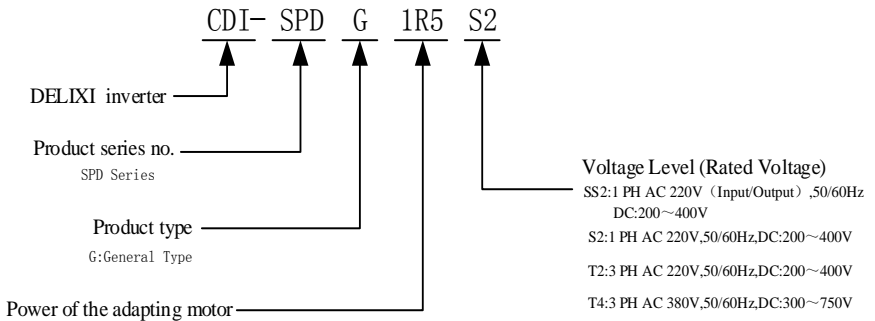 CDI- SPD G 1R5 S2
DELIXI inverter
Product series no.
SPD Series
Product type
G:General Type
Power of the adapting motor
Voltage Level (Rated Voltage)
SS2:1 PH AC 220V（Input/Output）,50/60Hz
DC:200～400V
S2:1 PH AC 220V,50/60Hz,DC:200～400V
T2:3 PH AC 220V,50/60Hz,DC:200～400V
T4:3 PH AC 380V,50/60Hz,DC:300～750V